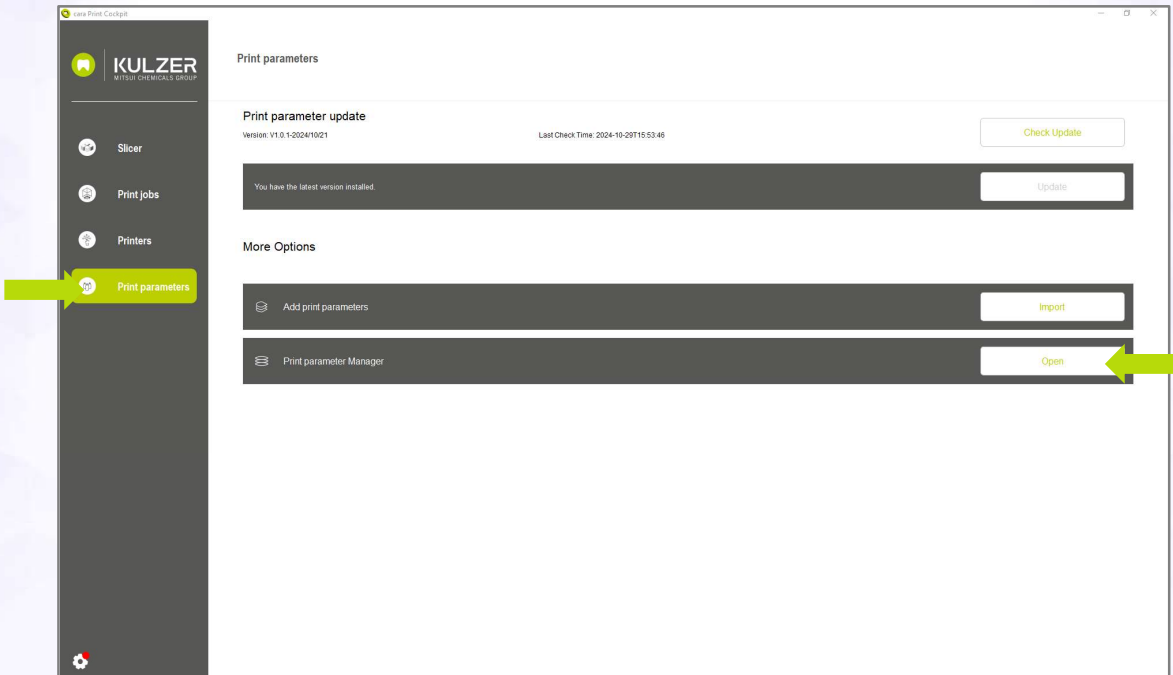 cara Print Cockpit
KULZER
MITSUI CHEMICALS GROUP
Print parameters
Print parameter update
Version: V1.0.1-2024/10/21
Last Check Time: 2024-10-29T15:53:46
Check Update
Slicer
You have the latest version installed.
Update
Print jobs
Printers
More Options
Print parameters
Add print parameters
Import
Print parameter Manager
Open